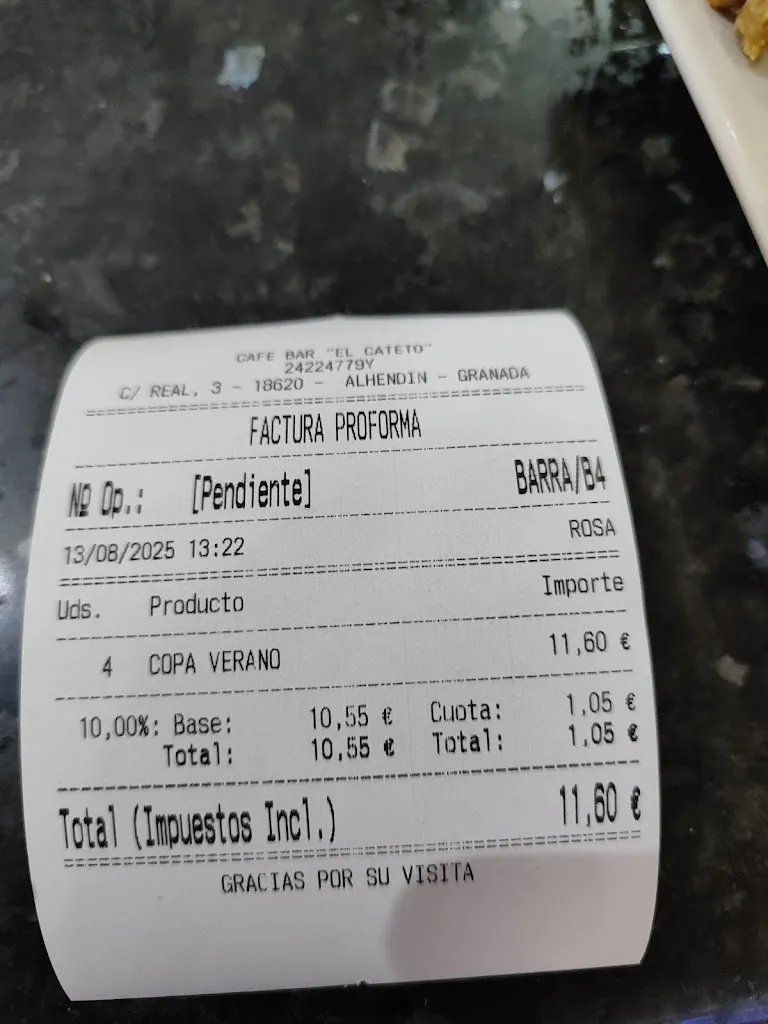 CAFE BAR "EL CATETO"
24224779Y
C/ REAL, 3 - 18620 - ALHENDIN - GRANADA
FACTURA PROFORMA
Nº Op.: [Pendiente] BARRA/B4
13/08/2025 13:22 ROSA
Uds. Producto Importe
4 COPA VERANO 11,60 €
10,00%: Base: 10,55 € Cuota: 1,05 €
Total: 10,55 € Total: 1,05 €
Total (Impuestos Incl.) 11,60 €
GRACIAS POR SU VISITA